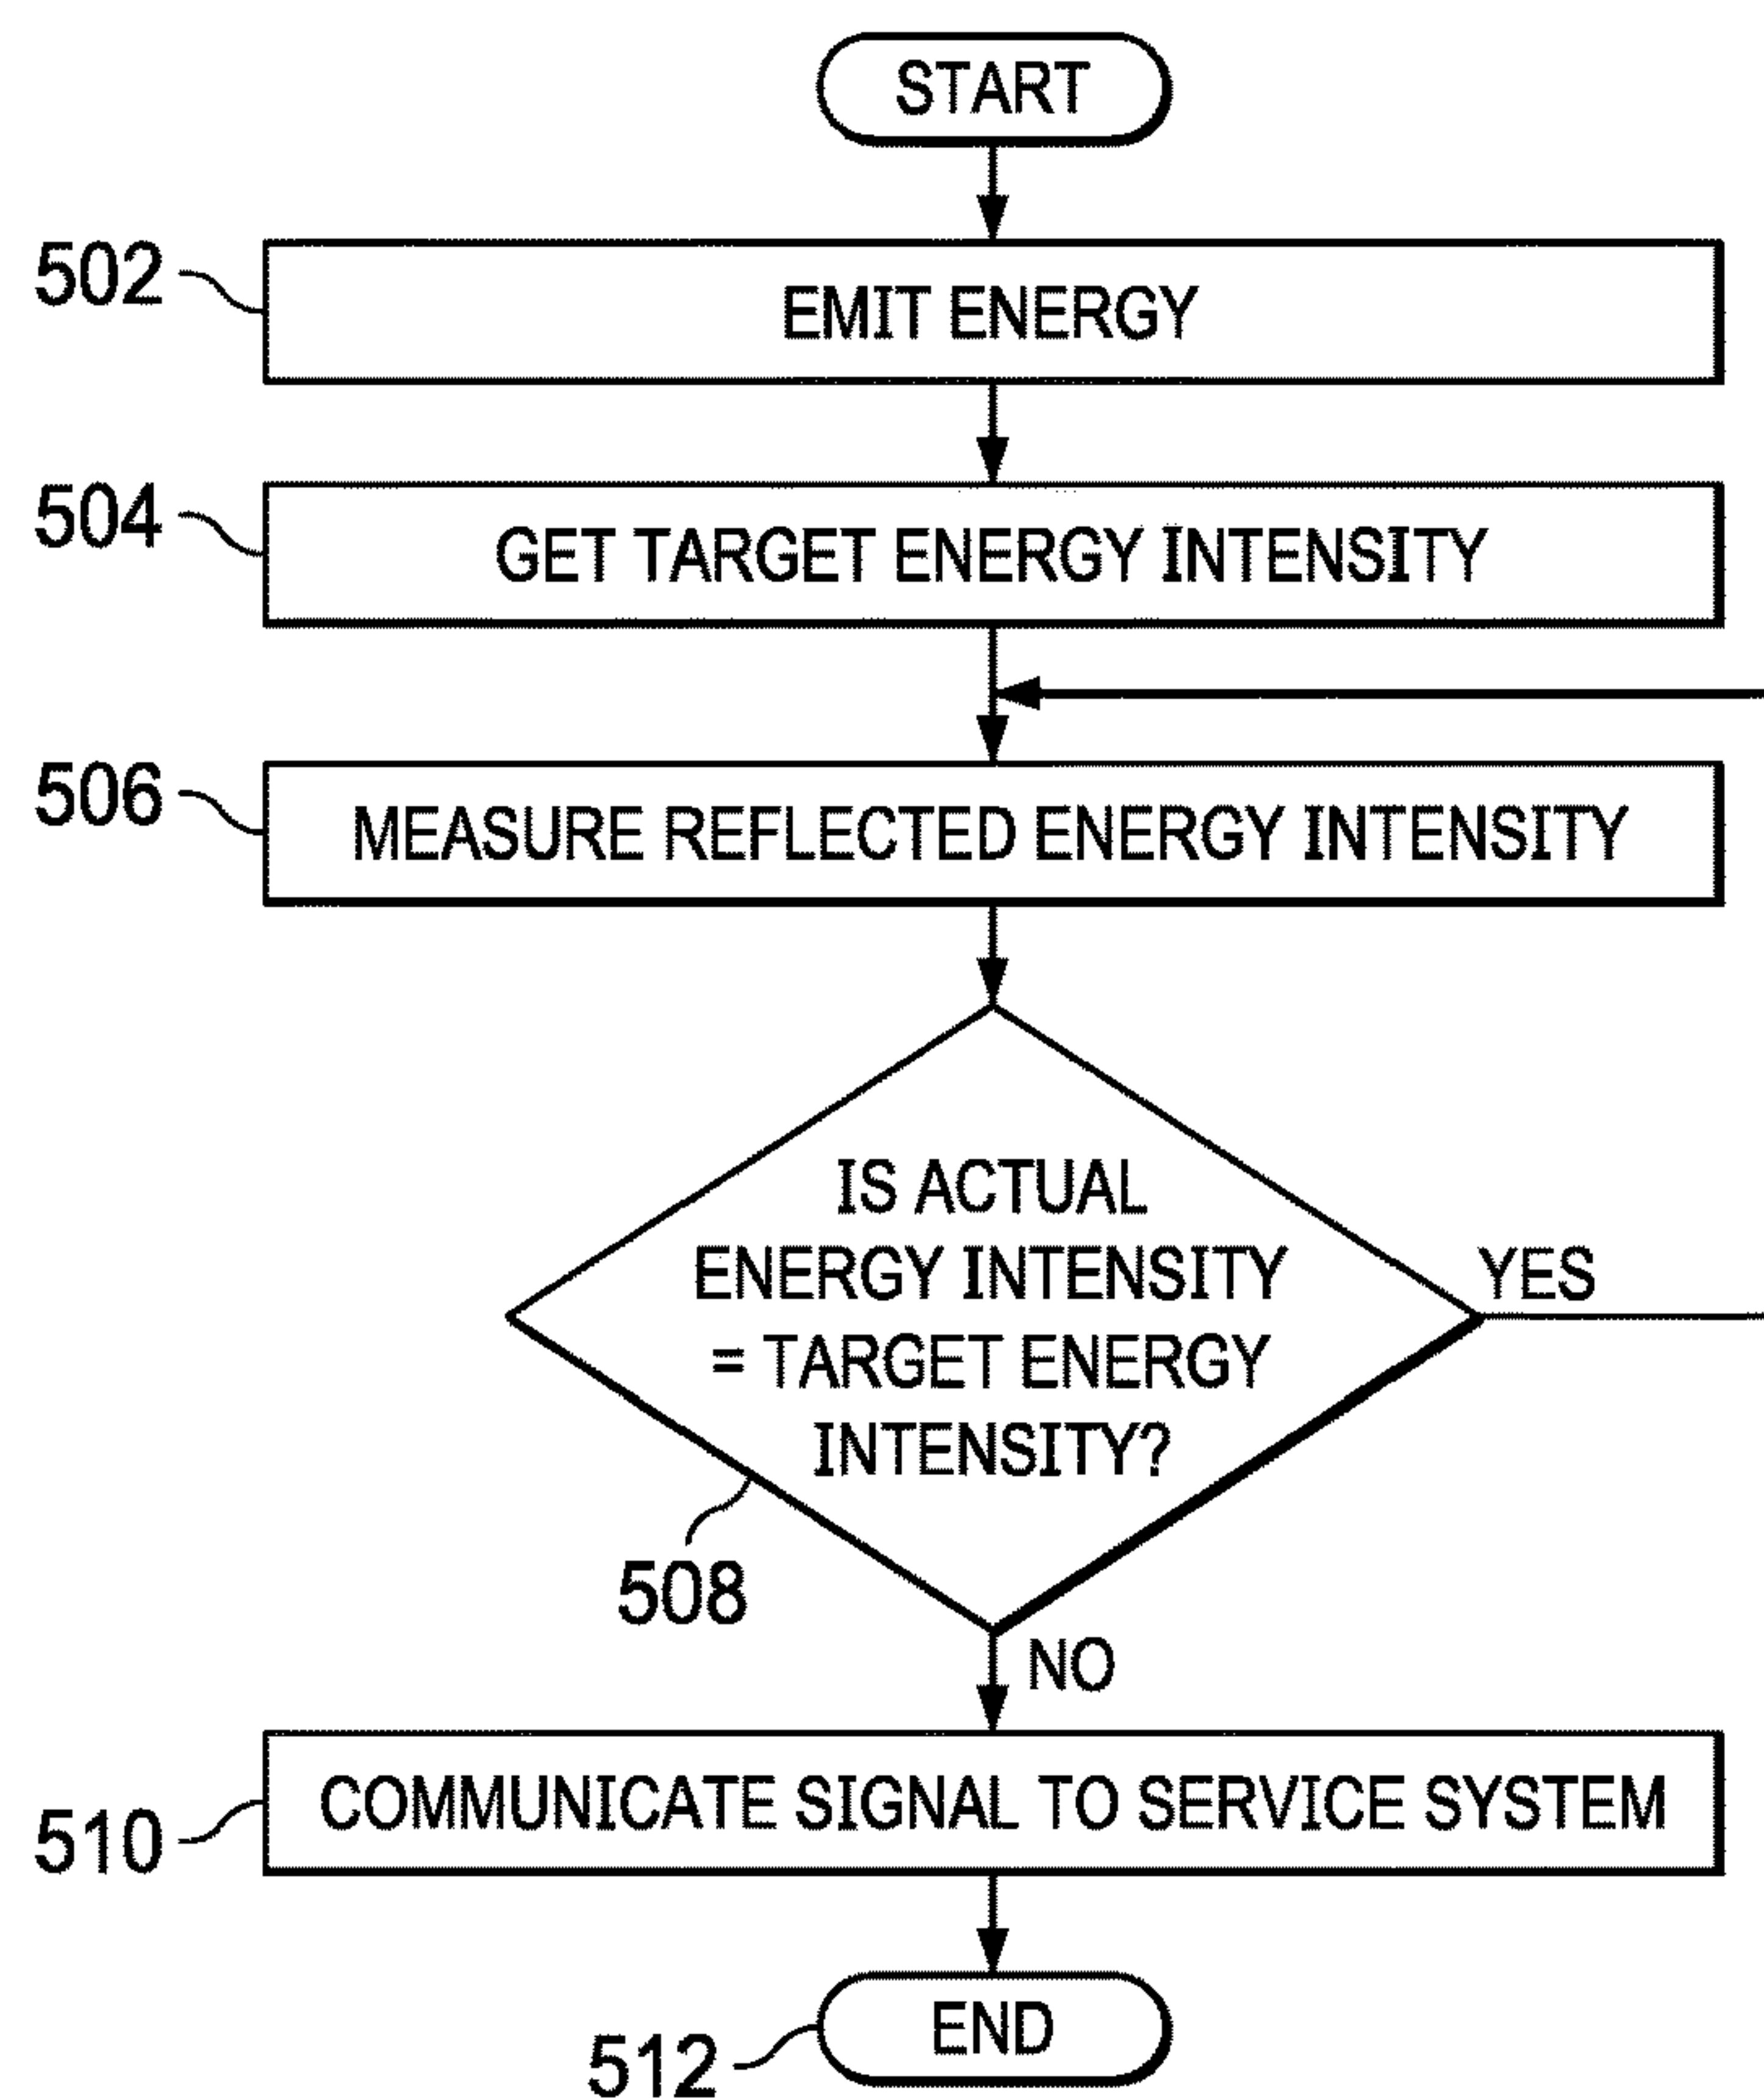 START
502
EMIT ENERGY
504
GET TARGET ENERGY INTENSITY
506
MEASURE REFLECTED ENERGY INTENSITY
IS ACTUAL
ENERGY INTENSITY
= TARGET ENERGY
INTENSITY?
YES
508
NO
COMMUNICATE SIGNAL TO SERVICE SYSTEM
510
END
512